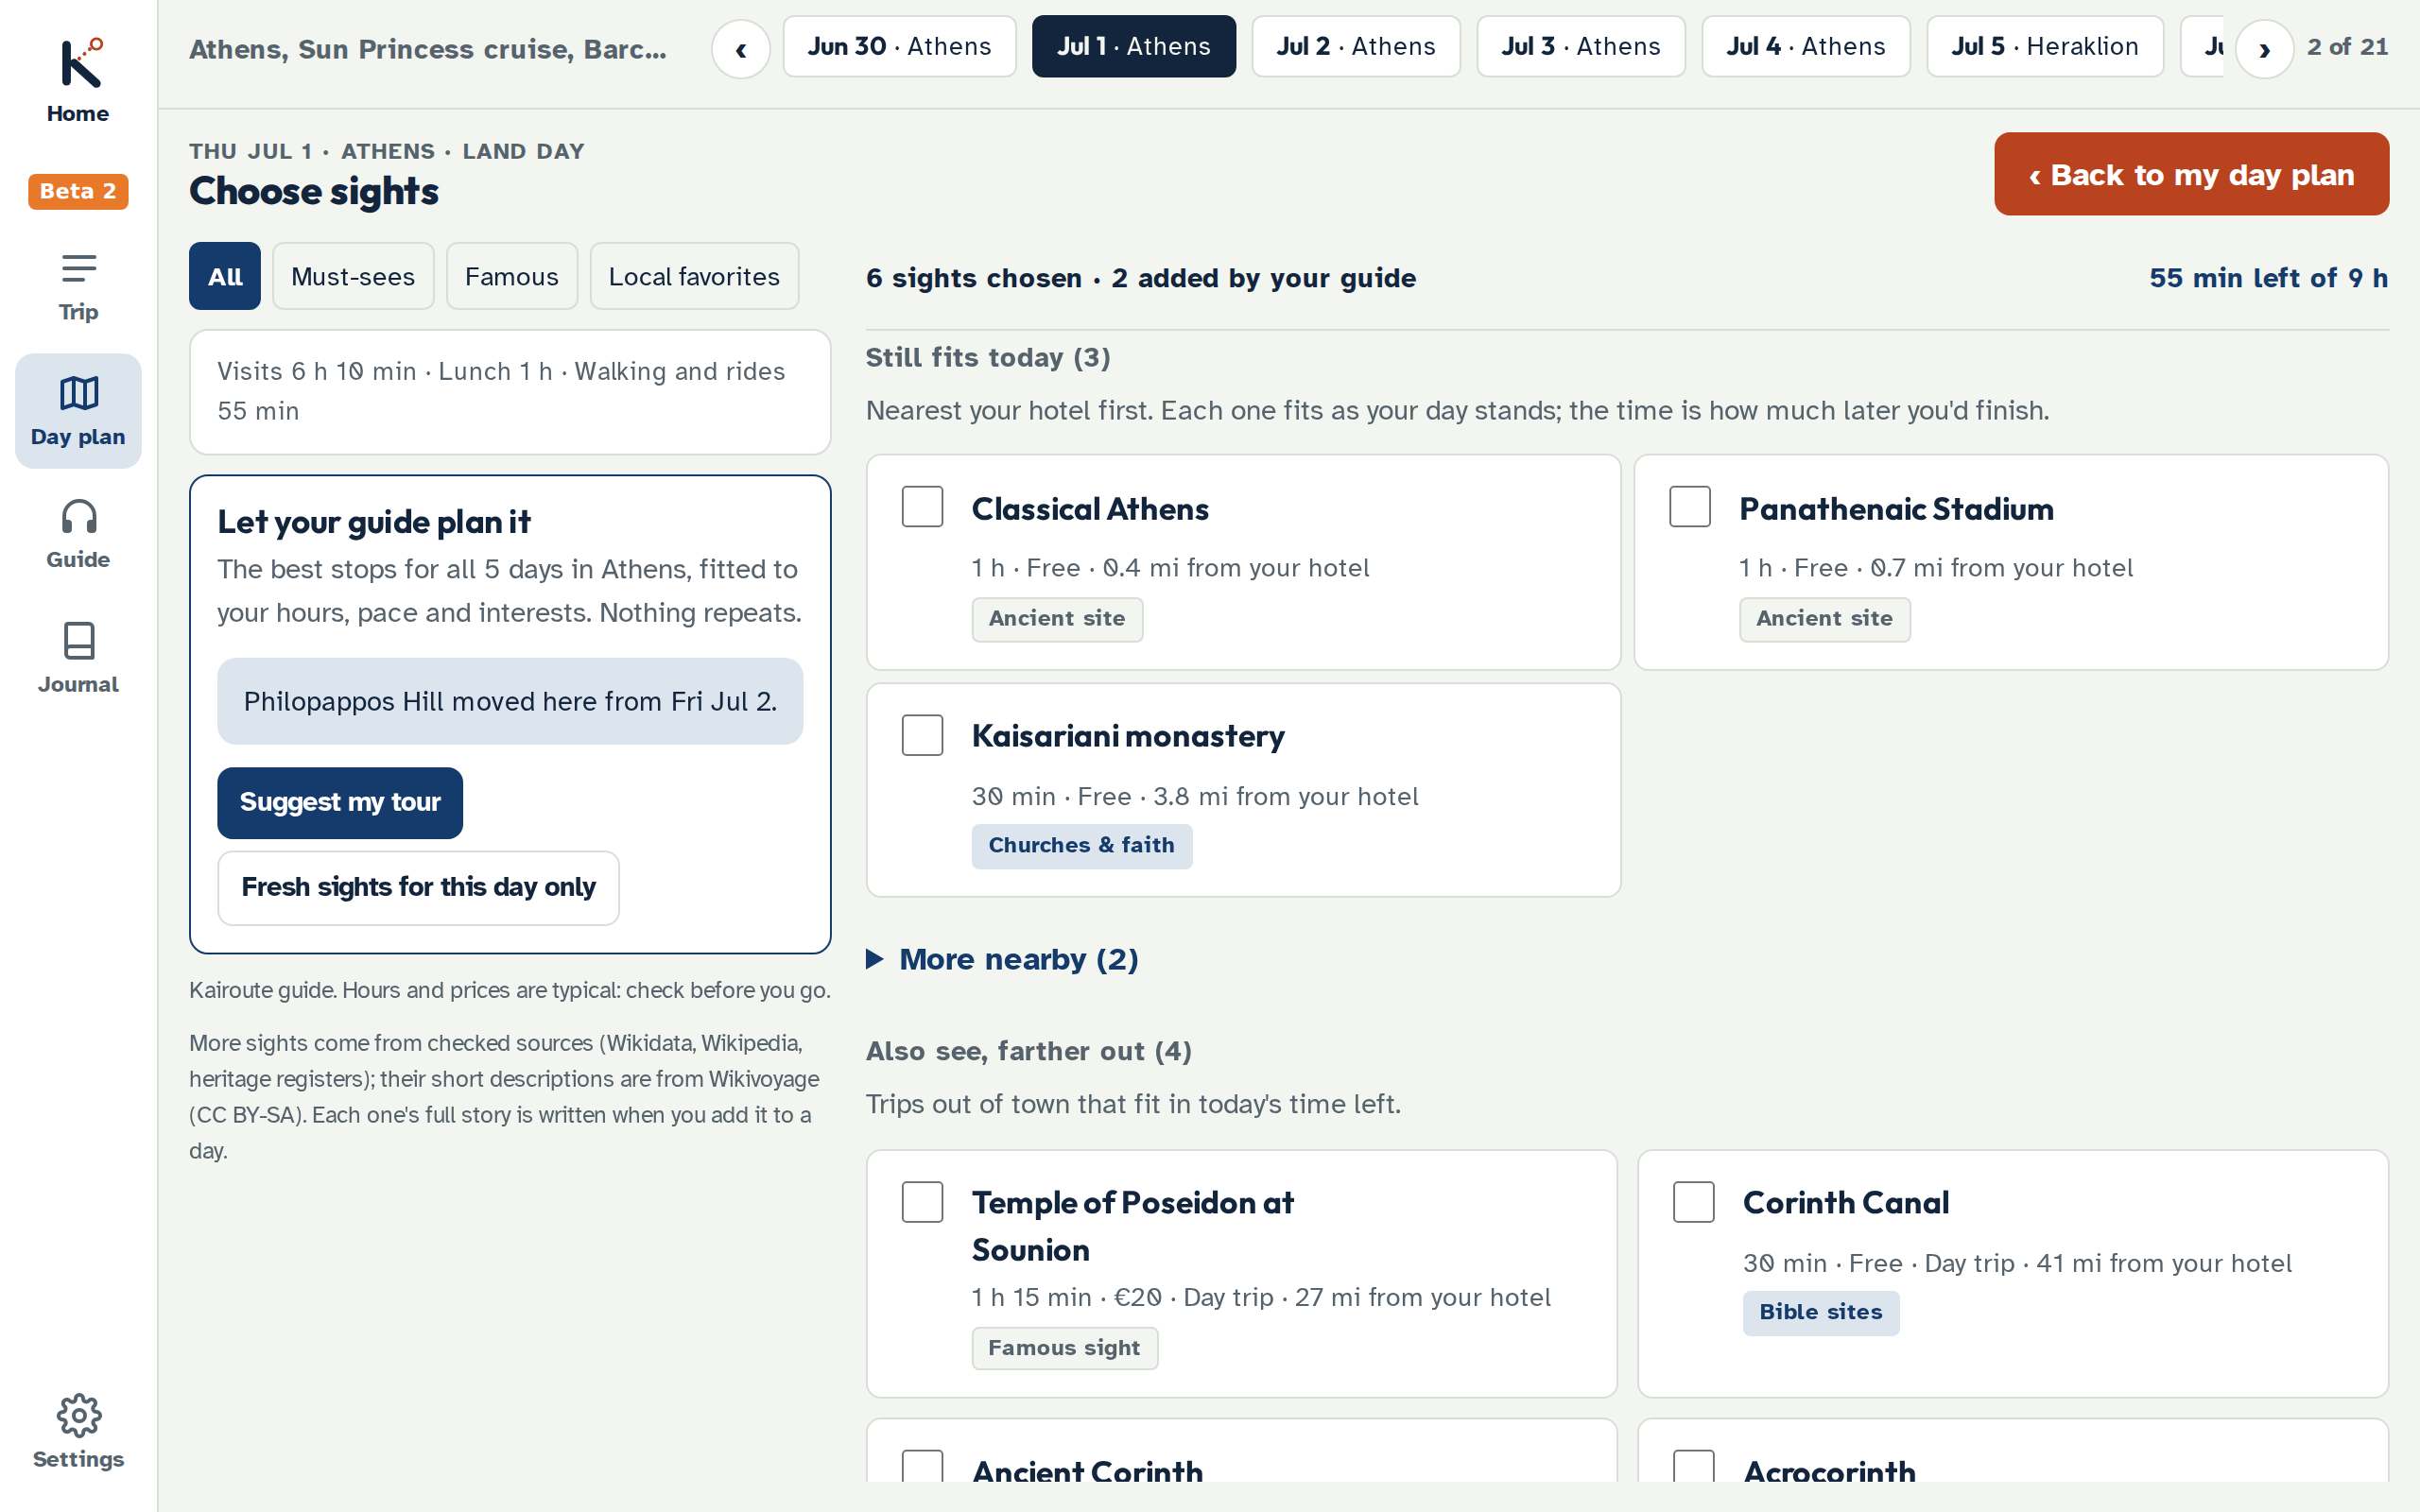 Home
Beta 2
Trip
Day plan
Guide
Journal
Settings
Athens, Sun Princess cruise, Barc...
‹
Jun 30 · Athens
Jul 1 · Athens
Jul 2 · Athens
Jul 3 · Athens
Jul 4 · Athens
Jul 5 · Heraklion
›
2 of 21
THU JUL 1 · ATHENS · LAND DAY
Choose sights
‹ Back to my day plan
All
Must-sees
Famous
Local favorites
Visits 6 h 10 min · Lunch 1 h · Walking and rides
55 min
Let your guide plan it
The best stops for all 5 days in Athens, fitted to
your hours, pace and interests. Nothing repeats.
Philopappos Hill moved here from Fri Jul 2.
Suggest my tour
Fresh sights for this day only
Kairoute guide. Hours and prices are typical: check before you go.
More sights come from checked sources (Wikidata, Wikipedia,
heritage registers); their short descriptions are from Wikivoyage
(CC BY-SA). Each one's full story is written when you add it to a
day.
6 sights chosen · 2 added by your guide
55 min left of 9 h
Still fits today (3)
Nearest your hotel first. Each one fits as your day stands; the time is how much later you'd finish.
Classical Athens
1 h · Free · 0.4 mi from your hotel
Ancient site
Panathenaic Stadium
1 h · Free · 0.7 mi from your hotel
Ancient site
Kaisariani monastery
30 min · Free · 3.8 mi from your hotel
Churches & faith
More nearby (2)
Also see, farther out (4)
Trips out of town that fit in today's time left.
Temple of Poseidon at
Sounion
1 h 15 min · €20 · Day trip · 27 mi from your hotel
Famous sight
Corinth Canal
30 min · Free · Day trip · 41 mi from your hotel
Bible sites
Ancient Corinth
Acrocorinth